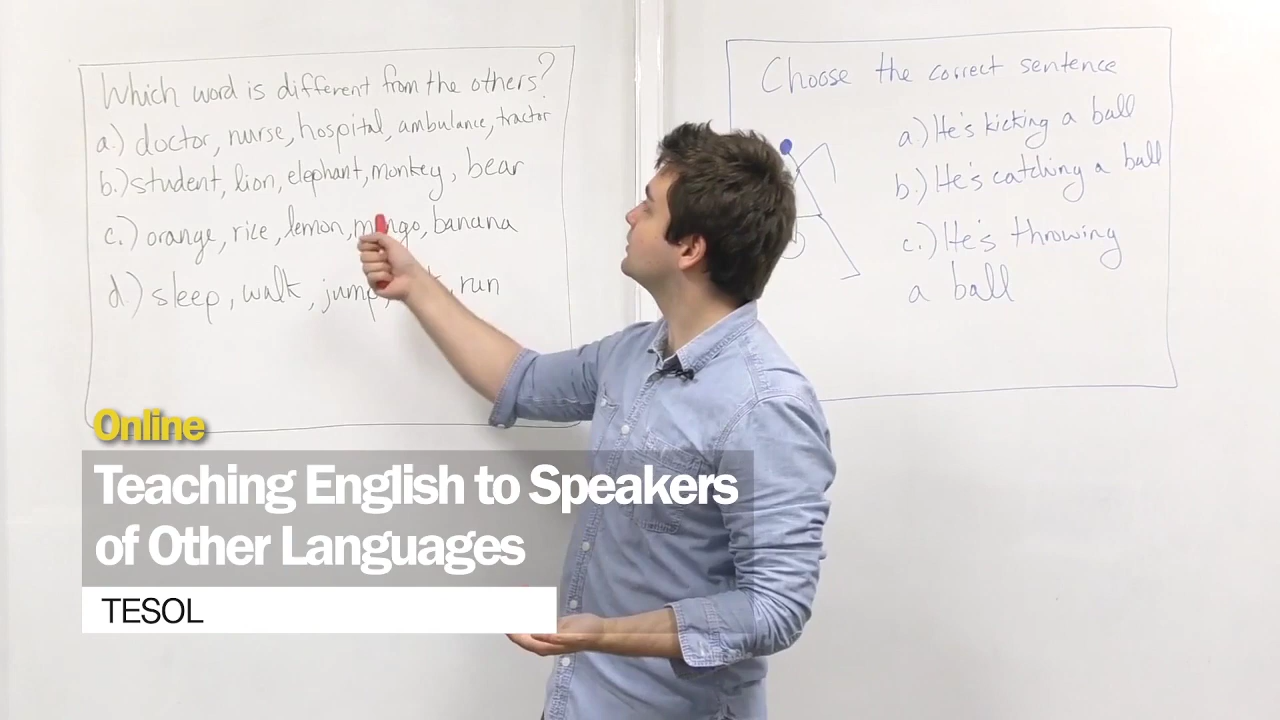 Which word is different from the others?
a.) doctor, nurse, hospital, ambulance, tractor
b.) student, lion, elephant, monkey, bear
c.) orange, rice, lemon, mango, banana
d.) sleep, walk, jump, run
Choose the correct sentence
a.) He's kicking a ball
b.) He's catching a ball
c.) He's throwing
a ball
Online
Teaching English to Speakers
of Other Languages
TESOL